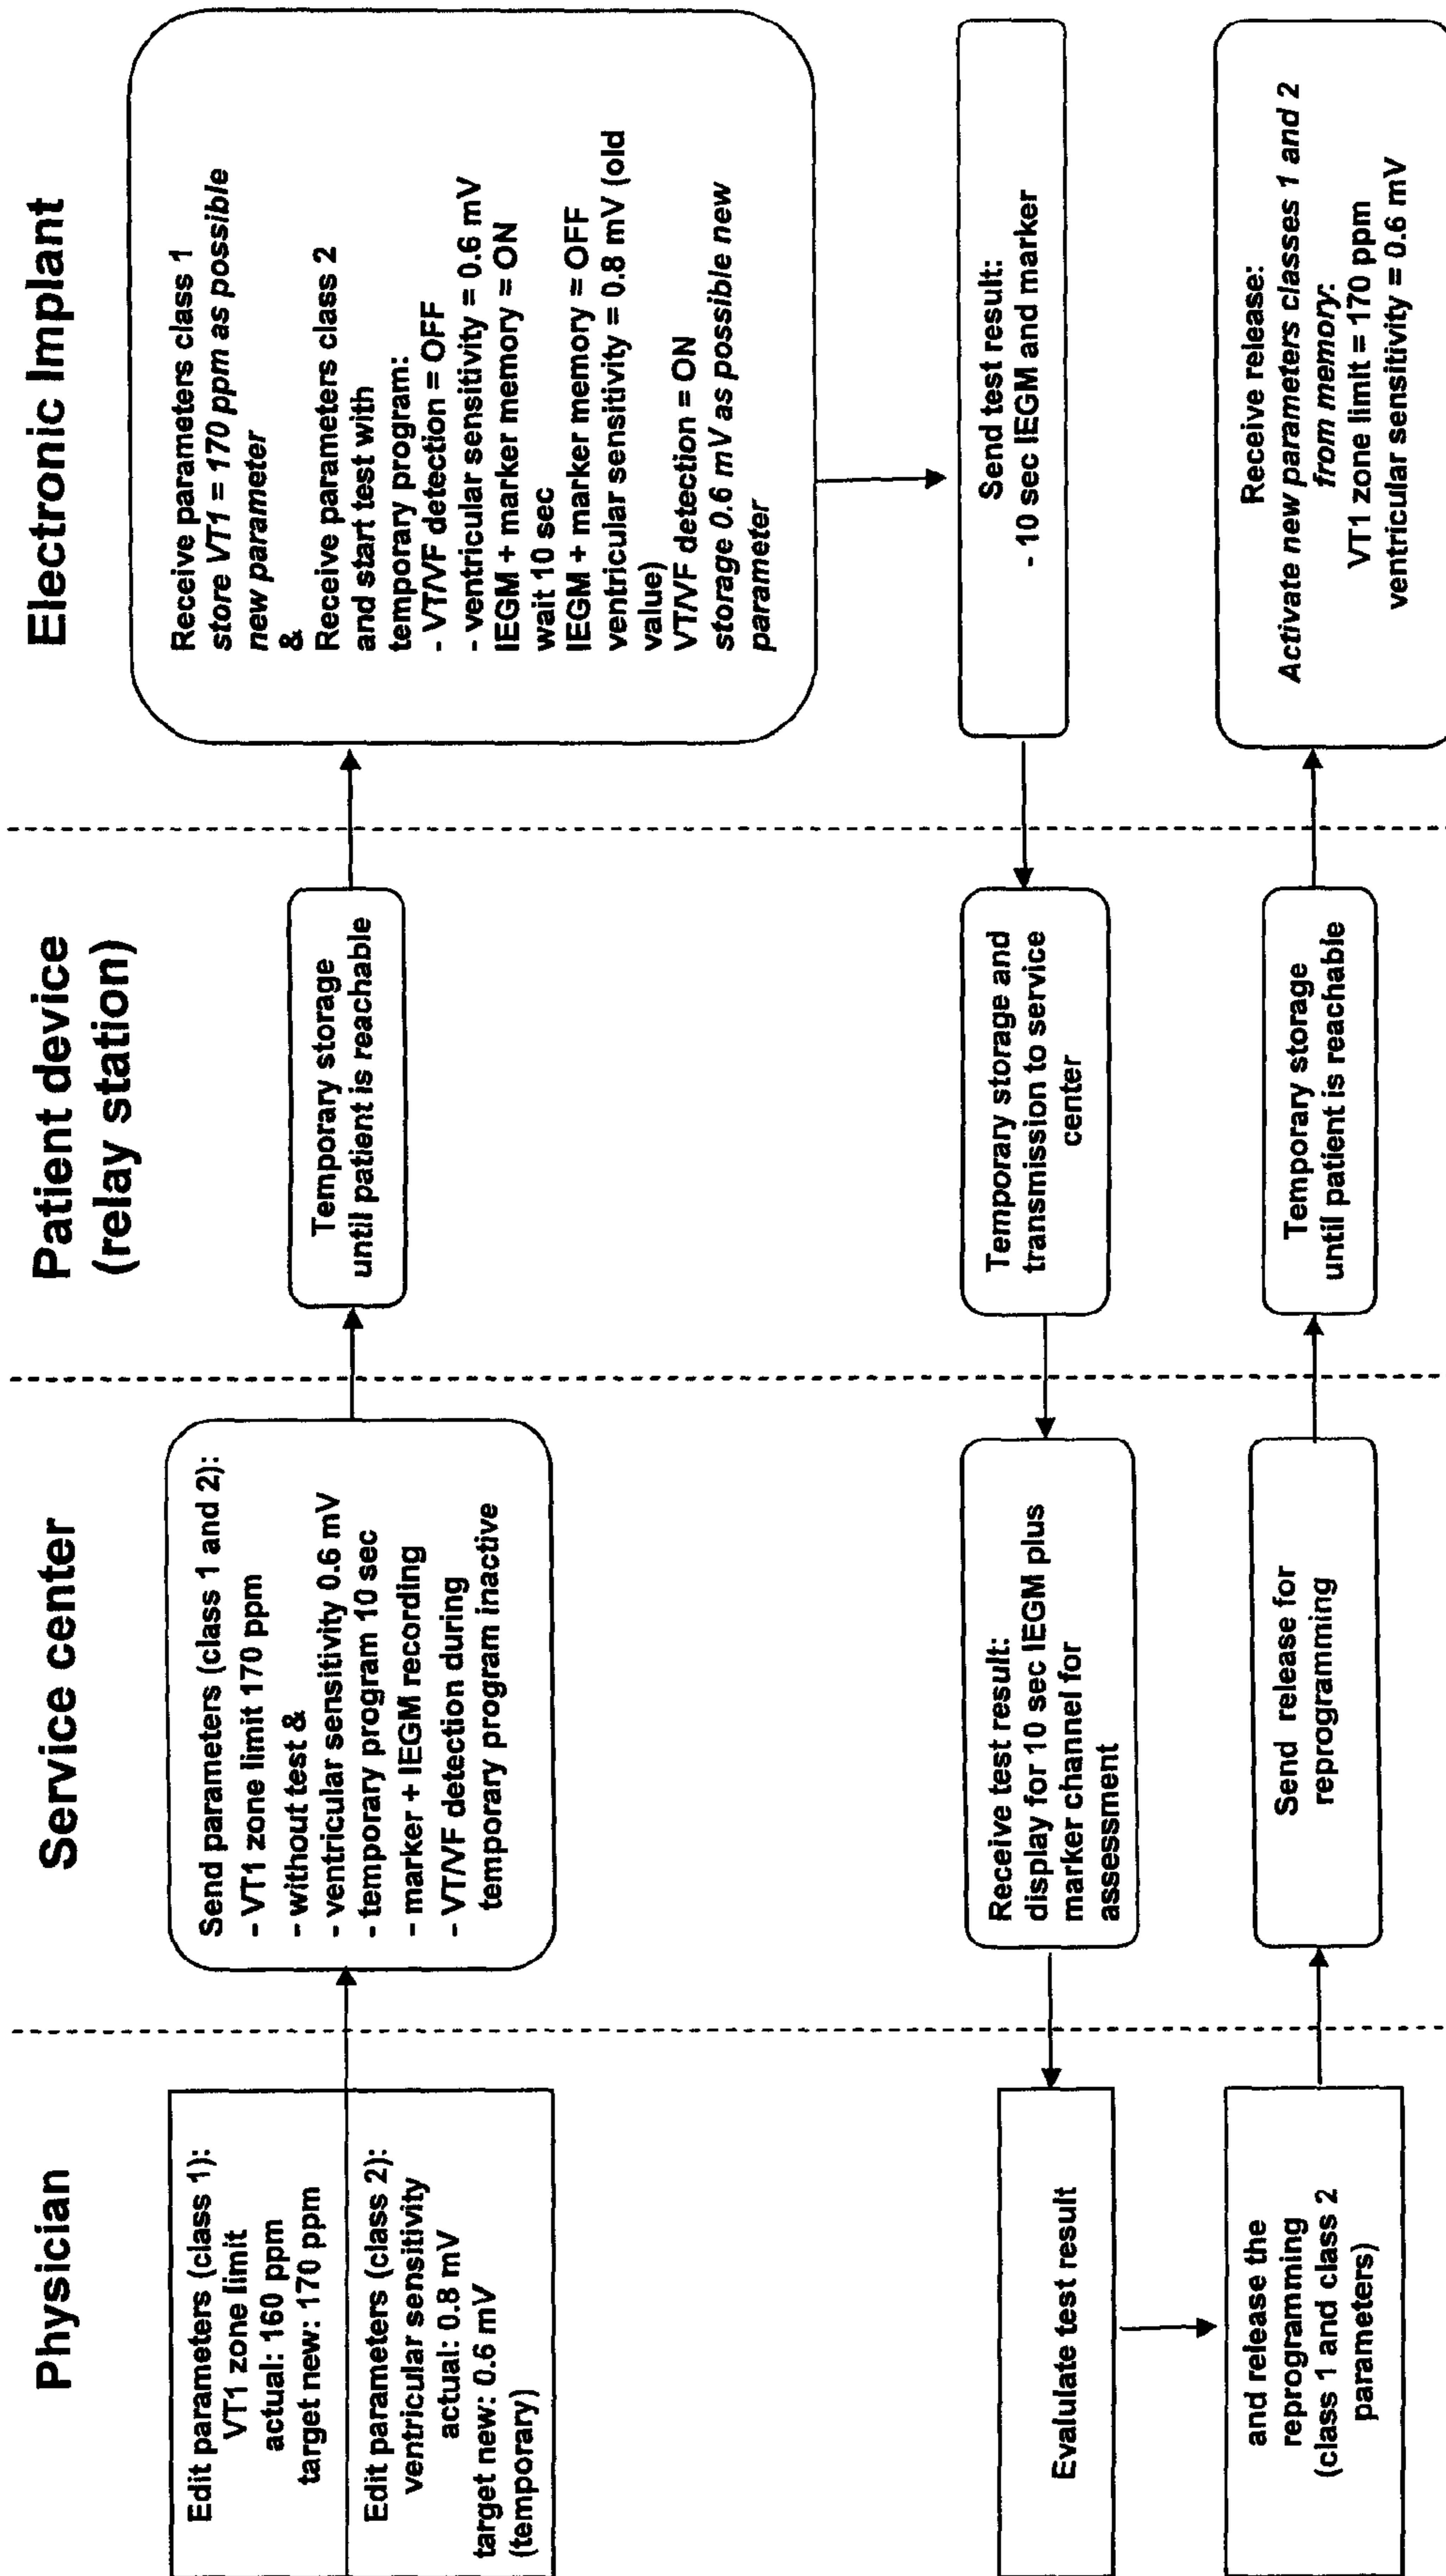 Physician
Service center
Patient device
(relay station)
Electronic Implant
Edit parameters (class 1):
VT1 zone limit
actual: 160 ppm
target new: 170 ppm
Edit parameters (class 2):
ventricular sensitivity
actual: 0.8 mV
target new: 0.6 mV
(temporary)
Send parameters (class 1 and 2):
- VT1 zone limit 170 ppm
- without test &
- ventricular sensitivity 0.6 mV
- temporary program 10 sec
- marker + IEGM recording
- VT/VF detection during
temporary program inactive
Temporary storage
until patient is reachable
Receive parameters class 1
store VT1 = 170 ppm as possible
new parameter
&
Receive parameters class 2
and start test with
temporary program:
- VT/VF detection = OFF
- ventricular sensitivity = 0.6 mV
IEGM + marker memory = ON
wait 10 sec
IEGM + marker memory = OFF
ventricular sensitivity = 0.8 mV (old
value)
VT/VF detection = ON
storage 0.6 mV as possible new
parameter
Send test result:
- 10 sec IEGM and marker
Temporary storage and
transmission to service
center
Receive test result:
display for 10 sec IEGM plus
marker channel for
assessment
Evalulate test result
and release the
reprogramming
(class 1 and class 2
parameters)
Send release for
reprogramming
Temporary storage
until patient is reachable
Receive release:
Activate new parameters classes 1 and 2
from memory:
VT1 zone limit = 170 ppm
ventricular sensitivity = 0.6 mV